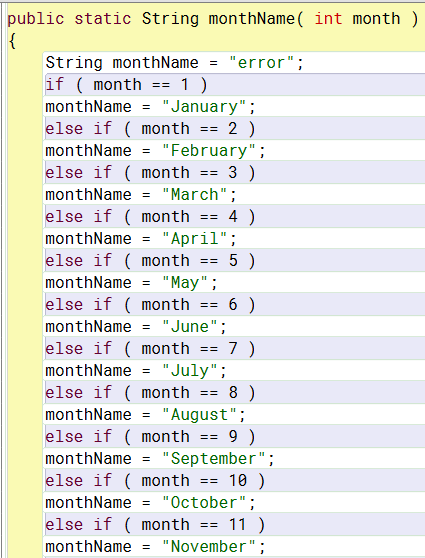 public static String monthName( int month )
{
String monthName = "error";
if ( month == 1 )
monthName = "January";
else if ( month == 2 )
monthName = "February";
else if ( month == 3 )
monthName = "March";
else if ( month == 4 )
monthName = "April";
else if ( month == 5 )
monthName = "May";
else if ( month == 6 )
monthName = "June";
else if ( month == 7 )
monthName = "July";
else if ( month == 8 )
monthName = "August";
else if ( month == 9 )
monthName = "September";
else if ( month == 10 )
monthName = "October";
else if ( month == 11 )
monthName = "November";